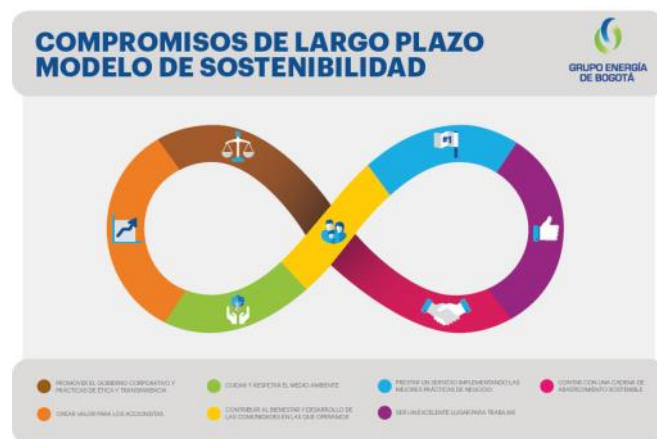 COMPROMISOS DE LARGO PLAZO
MODELO DE SOSTENIBILIDAD
GRUPO ENERGÍA
DE BOGOTÁ
#1
PROMOVER EL GOBIERNO CORPORATIVO Y
PRÁCTICAS DE ÉTICA Y TRANSPARENCIA
CUIDAR Y RESPETAR EL MEDIO AMBIENTE
PRESTAR UN SERVICIO IMPLEMENTANDO LAS
MEJORES PRÁCTICAS DE NEGOCIO
CONTAR CON UNA CADENA DE
ABASTECIMIENTO SOSTENIBLE
CREAR VALOR PARA LOS ACCIONISTAS
CONTRIBUIR AL BIENESTAR Y DESARROLLO DE
LAS COMUNIDADES EN LAS QUE OPERAMOS
SER UN EXCELENTE LUGAR PARA TRABAJAR